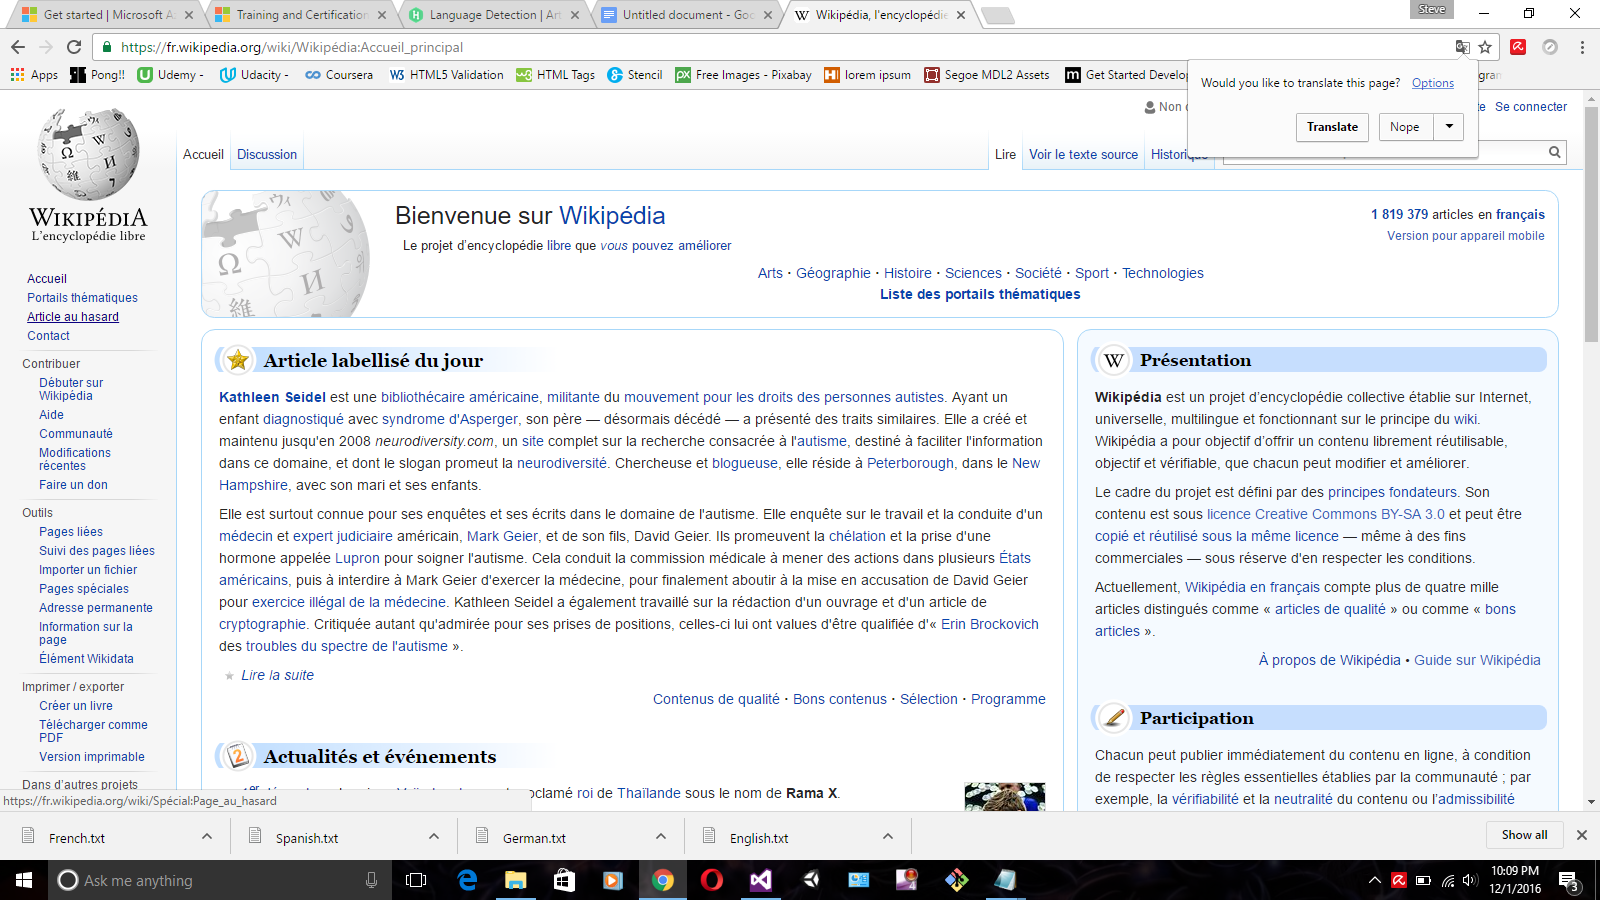 Get started | Microsoft A
Training and Certification
Language Detection | Art
Untitled document - Goo
Wikipédia, l'encyclopédie
Steve
https://fr.wikipedia.org/wiki/Wikipédia:Accueil_principal
Apps
Pong!!
Udemy -
Udacity -
Coursera
HTML5 Validation
HTML Tags
Stencil
Free Images - Pixabay
lorem ipsum
Segoe MDL2 Assets
Get Started Develop
Would you like to translate this page? Options
Translate
Nope
Non
Se connecter
Accueil
Discussion
Lire
Voir le texte source
Historique
WIKIPÉDIA
L'encyclopédie libre
Accueil
Portails thématiques
Article au hasard
Contact
Contribuer
Débuter sur
Wikipédia
Aide
Communauté
Modifications
récentes
Faire un don
Outils
Pages liées
Suivi des pages liées
Importer un fichier
Pages spéciales
Adresse permanente
Information sur la
page
Élément Wikidata
Imprimer / exporter
Créer un livre
Télécharger comme
PDF
Version imprimable
Dans d'autres projets
Bienvenue sur Wikipédia
Le projet d'encyclopédie libre que vous pouvez améliorer
1 819 379 articles en français
Version pour appareil mobile
Arts · Géographie · Histoire · Sciences · Société · Sport · Technologies
Liste des portails thématiques
Article labellisé du jour
Kathleen Seidel est une bibliothécaire américaine, militante du mouvement pour les droits des personnes autistes. Ayant un
enfant diagnostiqué avec syndrome d'Asperger, son père — désormais décédé — a présenté des traits similaires. Elle a créé et
maintenu jusqu'en 2008 neurodiversity.com, un site complet sur la recherche consacrée à l'autisme, destiné à faciliter l'information
dans ce domaine, et dont le slogan promeut la neurodiversité. Chercheuse et blogueuse, elle réside à Peterborough, dans le New
Hampshire, avec son mari et ses enfants.
Elle est surtout connue pour ses enquêtes et ses écrits dans le domaine de l'autisme. Elle enquête sur le travail et la conduite d'un
médecin et expert judiciaire américain, Mark Geier, et de son fils, David Geier. Ils promeuvent la chélation et la prise d'une
hormone appelée Lupron pour soigner l'autisme. Cela conduit la commission médicale à mener des actions dans plusieurs États
américains, puis à interdire à Mark Geier d'exercer la médecine, pour finalement aboutir à la mise en accusation de David Geier
pour exercice illégal de la médecine. Kathleen Seidel a également travaillé sur la rédaction d'un ouvrage et d'un article de
cryptographie. Critiquée autant qu'admirée pour ses prises de positions, celles-ci lui ont values d'être qualifiée d'« Erin Brockovich
des troubles du spectre de l'autisme ».
Lire la suite
Contenus de qualité · Bons contenus · Sélection · Programme
Actualités et événements
oclamé roi de Thaïlande sous le nom de Rama X.
Présentation
Wikipédia est un projet d'encyclopédie collective établie sur Internet,
universelle, multilingue et fonctionnant sur le principe du wiki.
Wikipédia a pour objectif d'offrir un contenu librement réutilisable,
objectif et vérifiable, que chacun peut modifier et améliorer.
Le cadre du projet est défini par des principes fondateurs. Son
contenu est sous licence Creative Commons BY-SA 3.0 et peut être
copié et réutilisé sous la même licence — même à des fins
commerciales — sous réserve d'en respecter les conditions.
Actuellement, Wikipédia en français compte plus de quatre mille
articles distingués comme « articles de qualité » ou comme « bons
articles ».
À propos de Wikipédia • Guide sur Wikipédia
Participation
Chacun peut publier immédiatement du contenu en ligne, à condition
de respecter les règles essentielles établies par la communauté ; par
exemple, la vérifiabilité et la neutralité du contenu ou l'admissibilité
https://fr.wikipedia.org/wiki/Spécial:Page_au_hasard
French.txt
Spanish.txt
German.txt
English.txt
Show all
Ask me anything
10:09 PM
12/1/2016
3